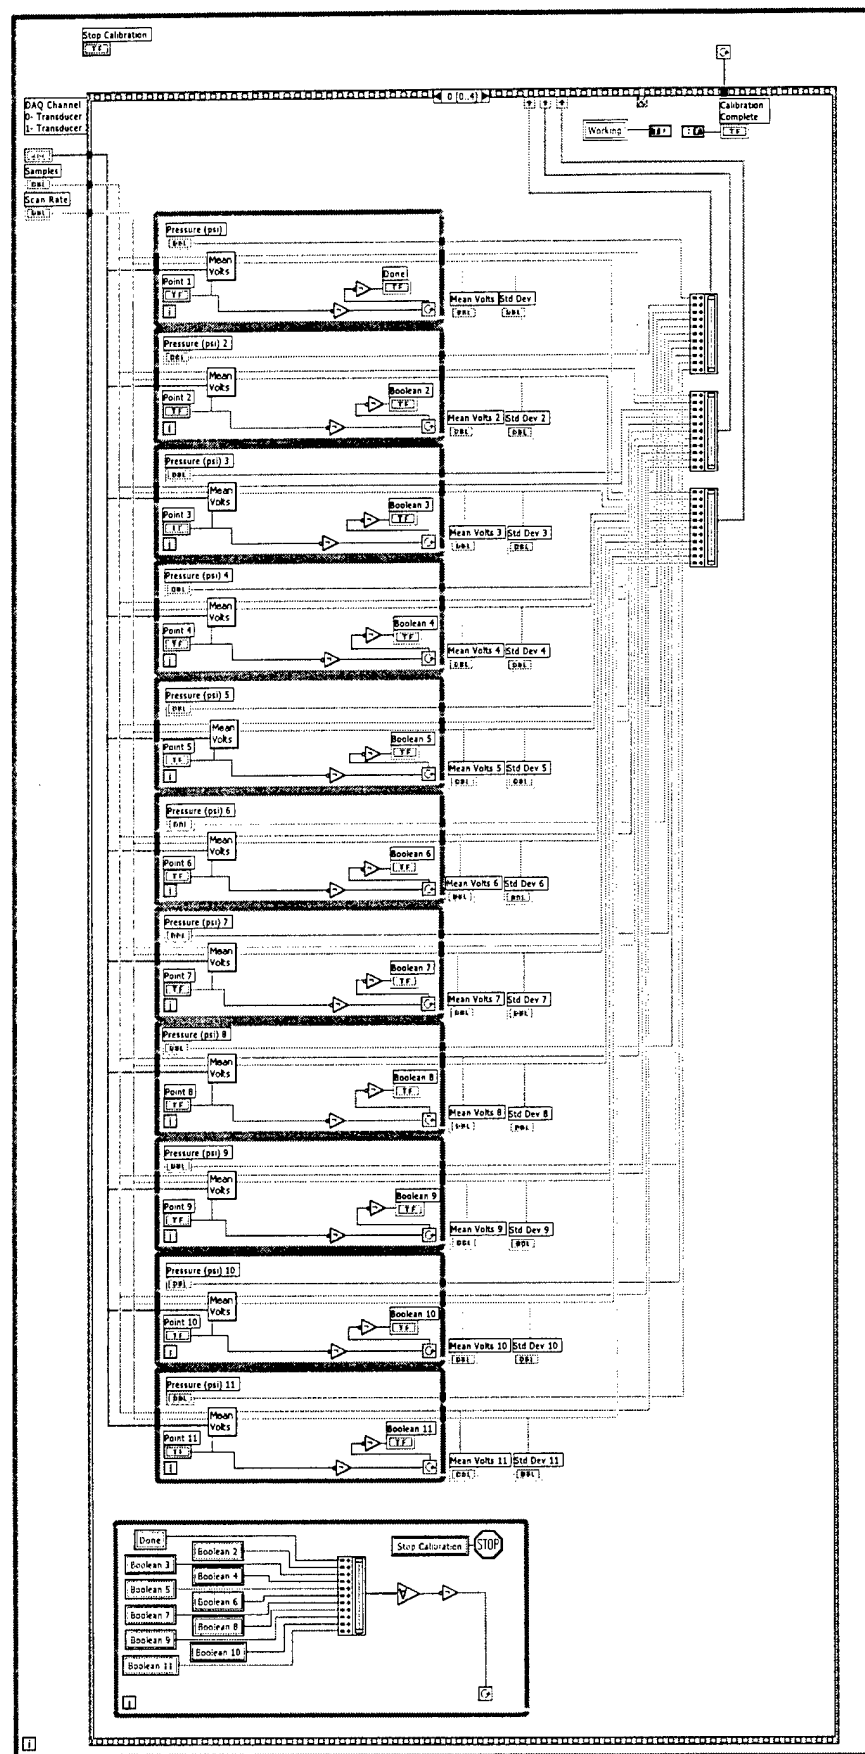 Stop Calibration
TF
0 [0..4]
DAQ Channel
0- Transducer
1- Transducer
Calibration
Complete
TF
Working
Samples
DBL
Scan Rate
DBL
Pressure (psi)
DBL
Mean
Volts
Point 1
TF
i
Done
TF
Mean Volts
DBL
Std Dev
DBL
Pressure (psi) 2
DBL
Mean
Volts
Point 2
TF
i
Boolean 2
TF
Mean Volts 2
DBL
Std Dev 2
DBL
Pressure (psi) 3
DBL
Mean
Volts
Point 3
TF
i
Boolean 3
TF
Mean Volts 3
DBL
Std Dev 3
DBL
Pressure (psi) 4
DBL
Mean
Volts
Point 4
TF
i
Boolean 4
TF
Mean Volts 4
DBL
Std Dev 4
DBL
Pressure (psi) 5
DBL
Mean
Volts
Point 5
TF
i
Boolean 5
TF
Mean Volts 5
DBL
Std Dev 5
DBL
Pressure (psi) 6
DBL
Mean
Volts
Point 6
TF
i
Boolean 6
TF
Mean Volts 6
DBL
Std Dev 6
DBL
Pressure (psi) 7
DBL
Mean
Volts
Point 7
TF
i
Boolean 7
TF
Mean Volts 7
DBL
Std Dev 7
DBL
Pressure (psi) 8
DBL
Mean
Volts
Point 8
TF
i
Boolean 8
TF
Mean Volts 8
DBL
Std Dev 8
DBL
Pressure (psi) 9
DBL
Mean
Volts
Point 9
TF
i
Boolean 9
TF
Mean Volts 9
DBL
Std Dev 9
DBL
Pressure (psi) 10
DBL
Mean
Volts
Point 10
TF
i
Boolean 10
TF
Mean Volts 10
DBL
Std Dev 10
DBL
Pressure (psi) 11
DBL
Mean
Volts
Point 11
TF
i
Boolean 11
TF
Mean Volts 11
DBL
Std Dev 11
DBL
Done
Boolean 2
Boolean 3
Boolean 4
Boolean 5
Boolean 6
Boolean 7
Boolean 8
Boolean 9
Boolean 10
Boolean 11
Stop Calibration
STOP
i
i